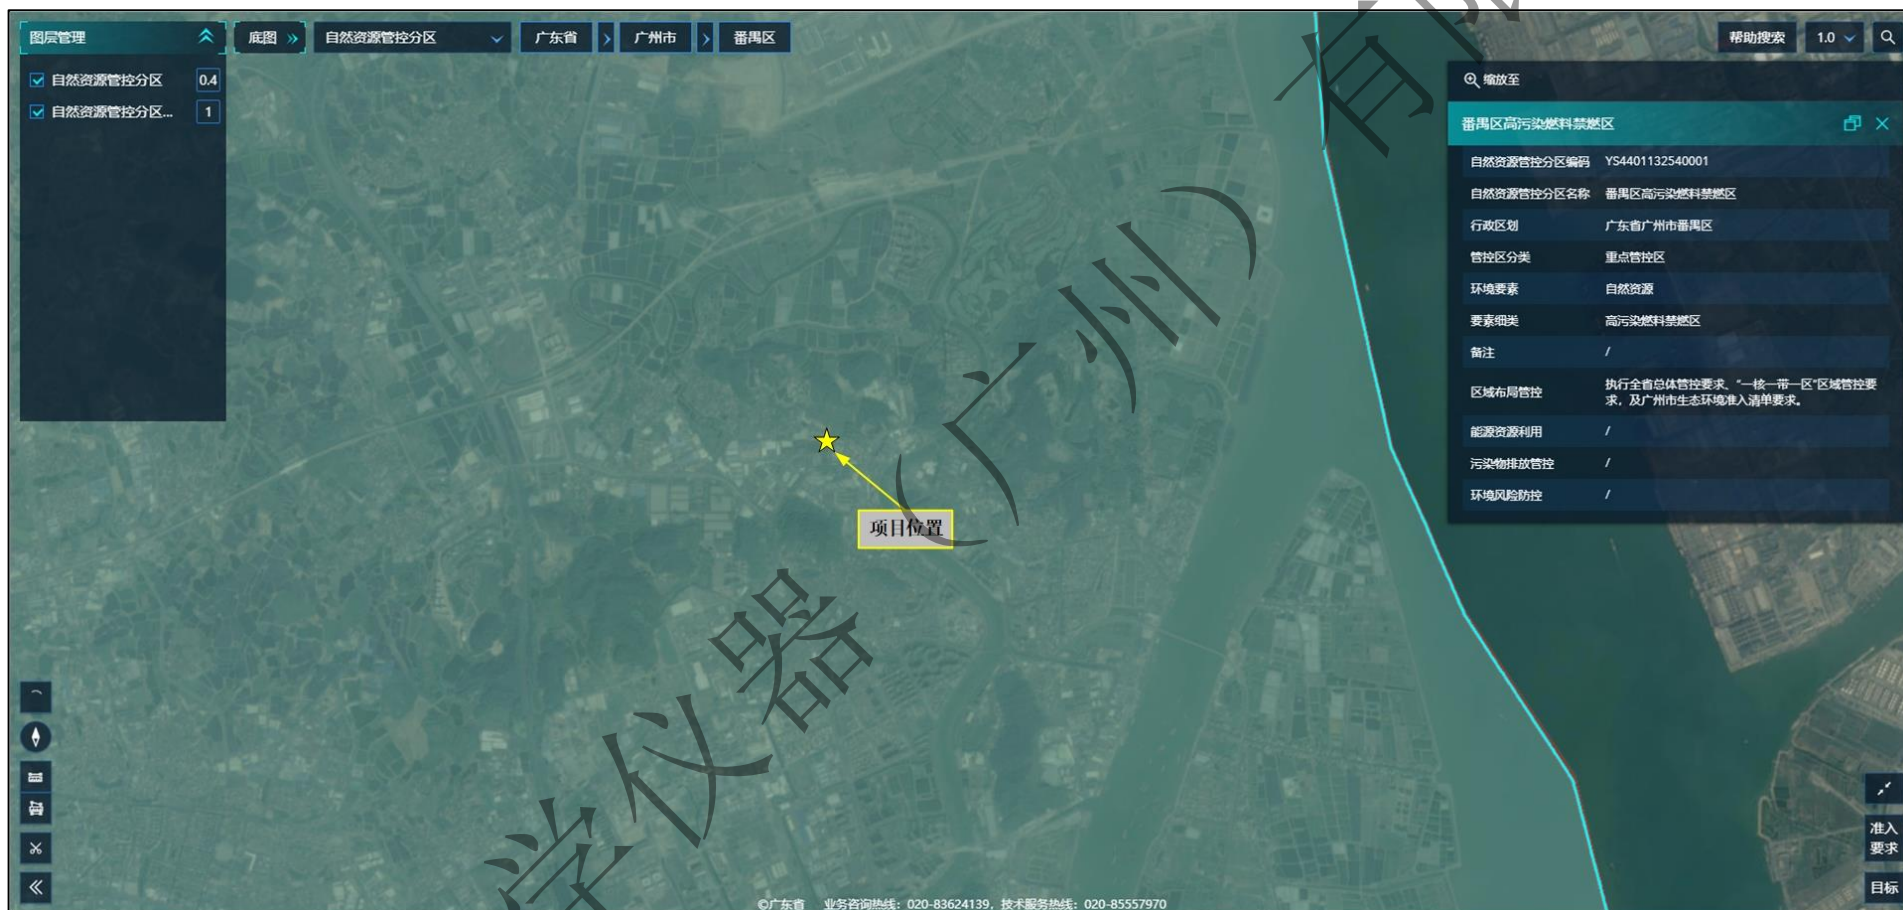 图层管理
底图 自然资源管控分区 广东省 广州市 番禺区
帮助搜索 1.0
自然资源管控分区 0.4
自然资源管控分区... 1
缩放至
番禺区高污染燃料禁燃区
自然资源管控分区编码 YS4401132540001
自然资源管控分区名称 番禺区高污染燃料禁燃区
行政区划 广东省广州市番禺区
管控区分类 重点管控区
环境要素 自然资源
要素细类 高污染燃料禁燃区
备注 /
区域布局管控 执行全省总体管控要求、“一核一带一区”区域管控要
求，及广州市生态环境准入清单要求。
能源资源利用 /
污染物排放管控 /
环境风险防控 /
项目位置
学仪器（广州）有
准入
要求
目标
©广东省 业务咨询热线：020-83624139，技术服务热线：020-85557970